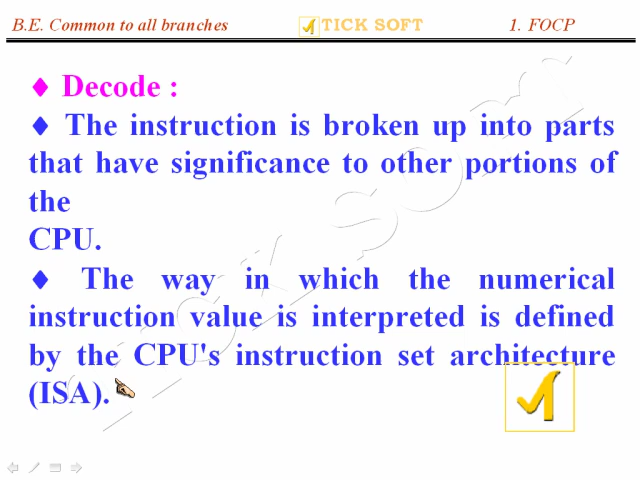 B.E. Common to all branches TICK SOFT 1. FOCP
♦ Decode :
♦ The instruction is broken up into parts
that have significance to other portions of
the
CPU.
♦ The way in which the numerical
instruction value is interpreted is defined
by the CPU's instruction set architecture
(ISA).
TICK SOFT